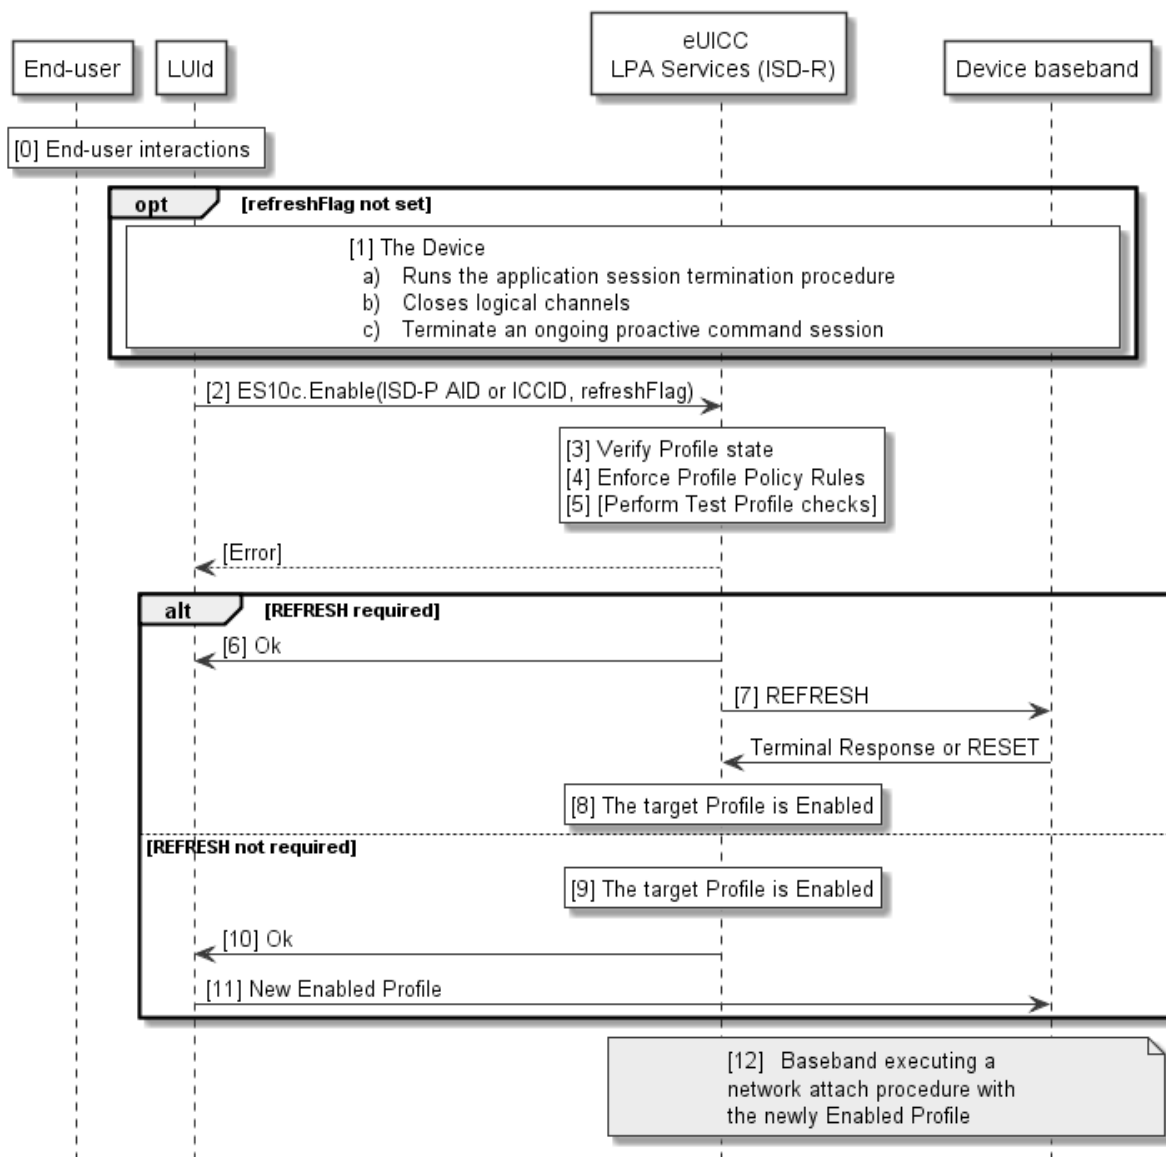 End-user
LUId
eUICC
LPA Services (ISD-R)
Device baseband
[0] End-user interactions
opt
[refreshFlag not set]
[1] The Device
a) Runs the application session termination procedure
b) Closes logical channels
c) Terminate an ongoing proactive command session
[2] ES10c.Enable(ISD-P AID or ICCID, refreshFlag)
[3] Verify Profile state
[4] Enforce Profile Policy Rules
[5] [Perform Test Profile checks]
[Error]
alt
[REFRESH required]
[6] Ok
[7] REFRESH
Terminal Response or RESET
[8] The target Profile is Enabled
[REFRESH not required]
[9] The target Profile is Enabled
[10] Ok
[11] New Enabled Profile
[12] Baseband executing a
network attach procedure with
the newly Enabled Profile